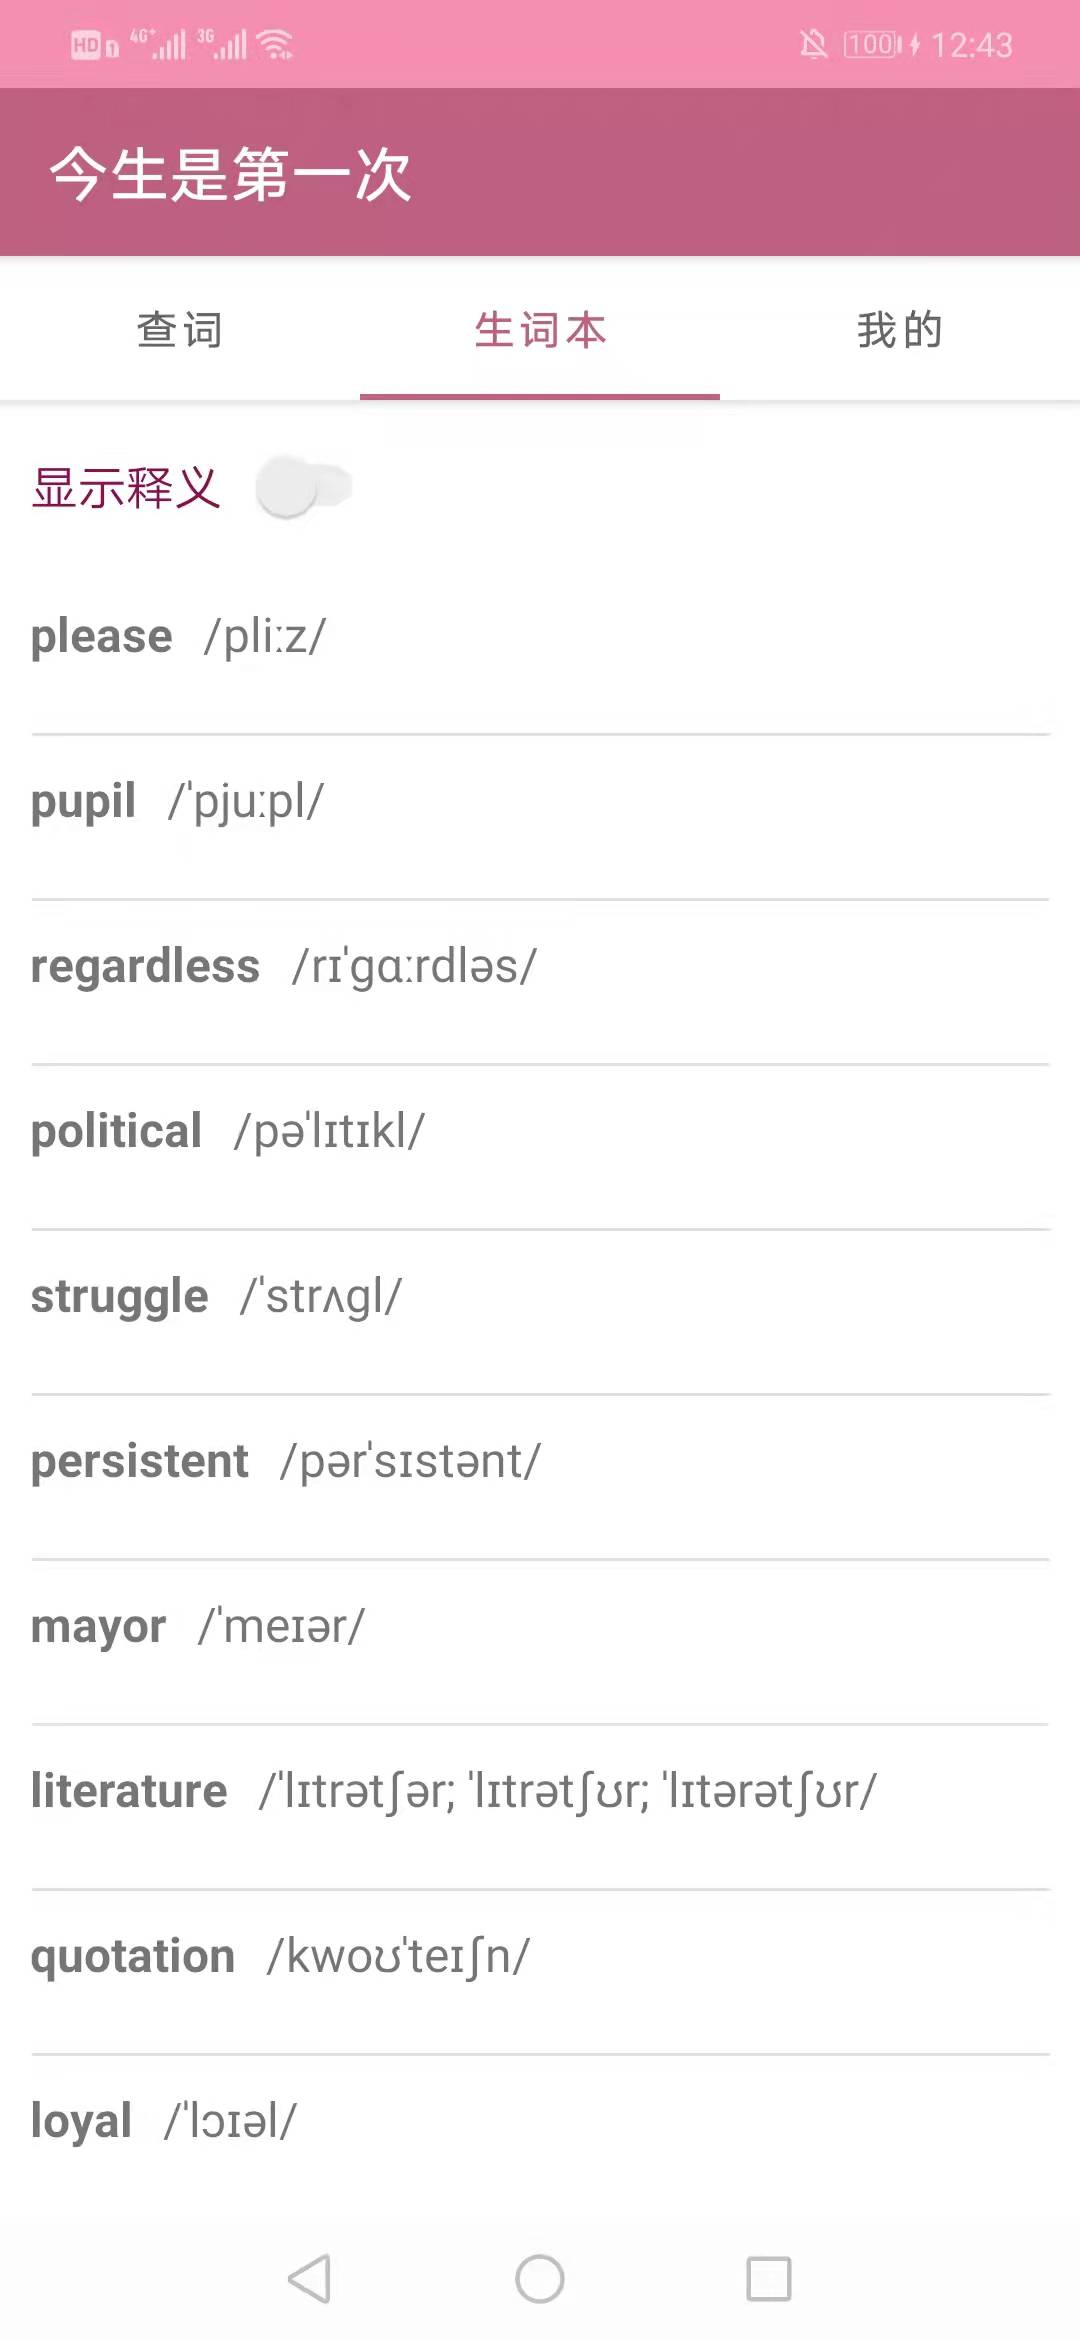 HD 1 4G+ 3G 100 12:43
今生是第一次
查词 生词本 我的
显示释义
please /pliːz/
pupil /ˈpjuːpl/
regardless /rɪˈɡɑːrdləs/
political /pəˈlɪtɪkl/
struggle /ˈstrʌɡl/
persistent /pərˈsɪstənt/
mayor /ˈmeɪər/
literature /ˈlɪtrətʃər; ˈlɪtrətʃʊr; ˈlɪtərətʃʊr/
quotation /kwoʊˈteɪʃn/
loyal /ˈlɔɪəl/